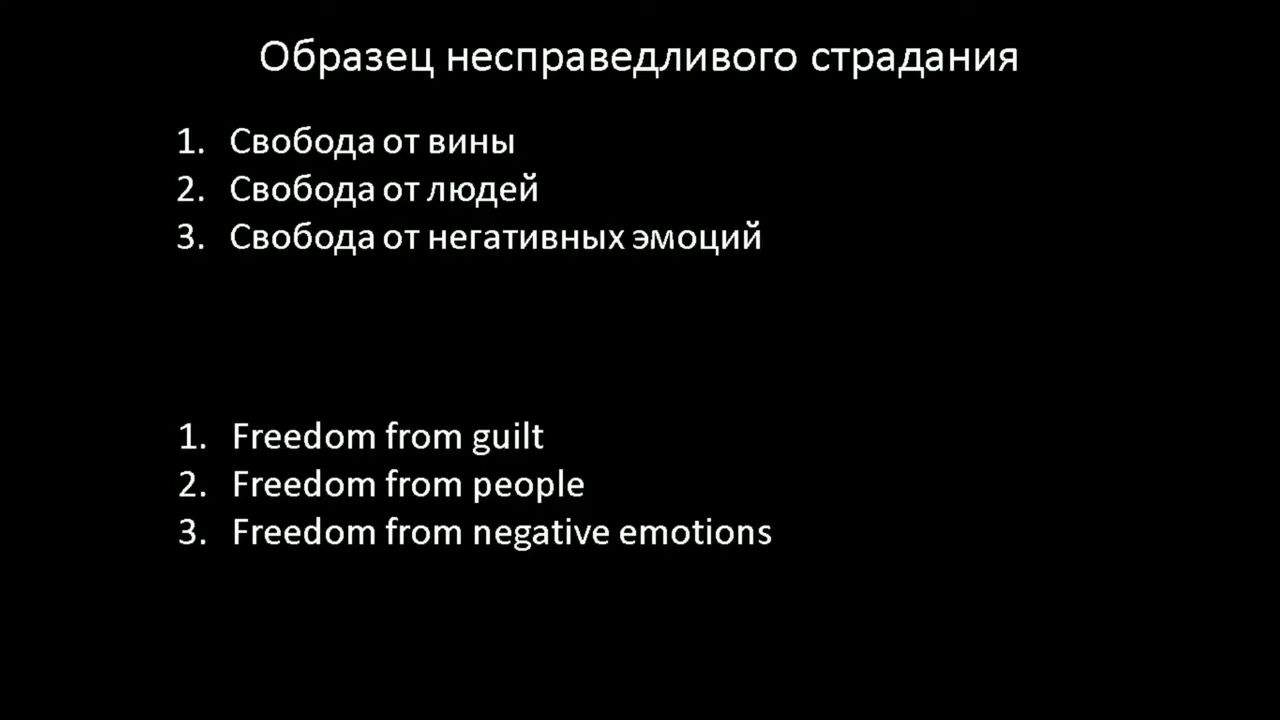 Образец несправедливого страдания
1. Свобода от вины
2. Свобода от людей
3. Свобода от негативных эмоций
1. Freedom from guilt
2. Freedom from people
3. Freedom from negative emotions